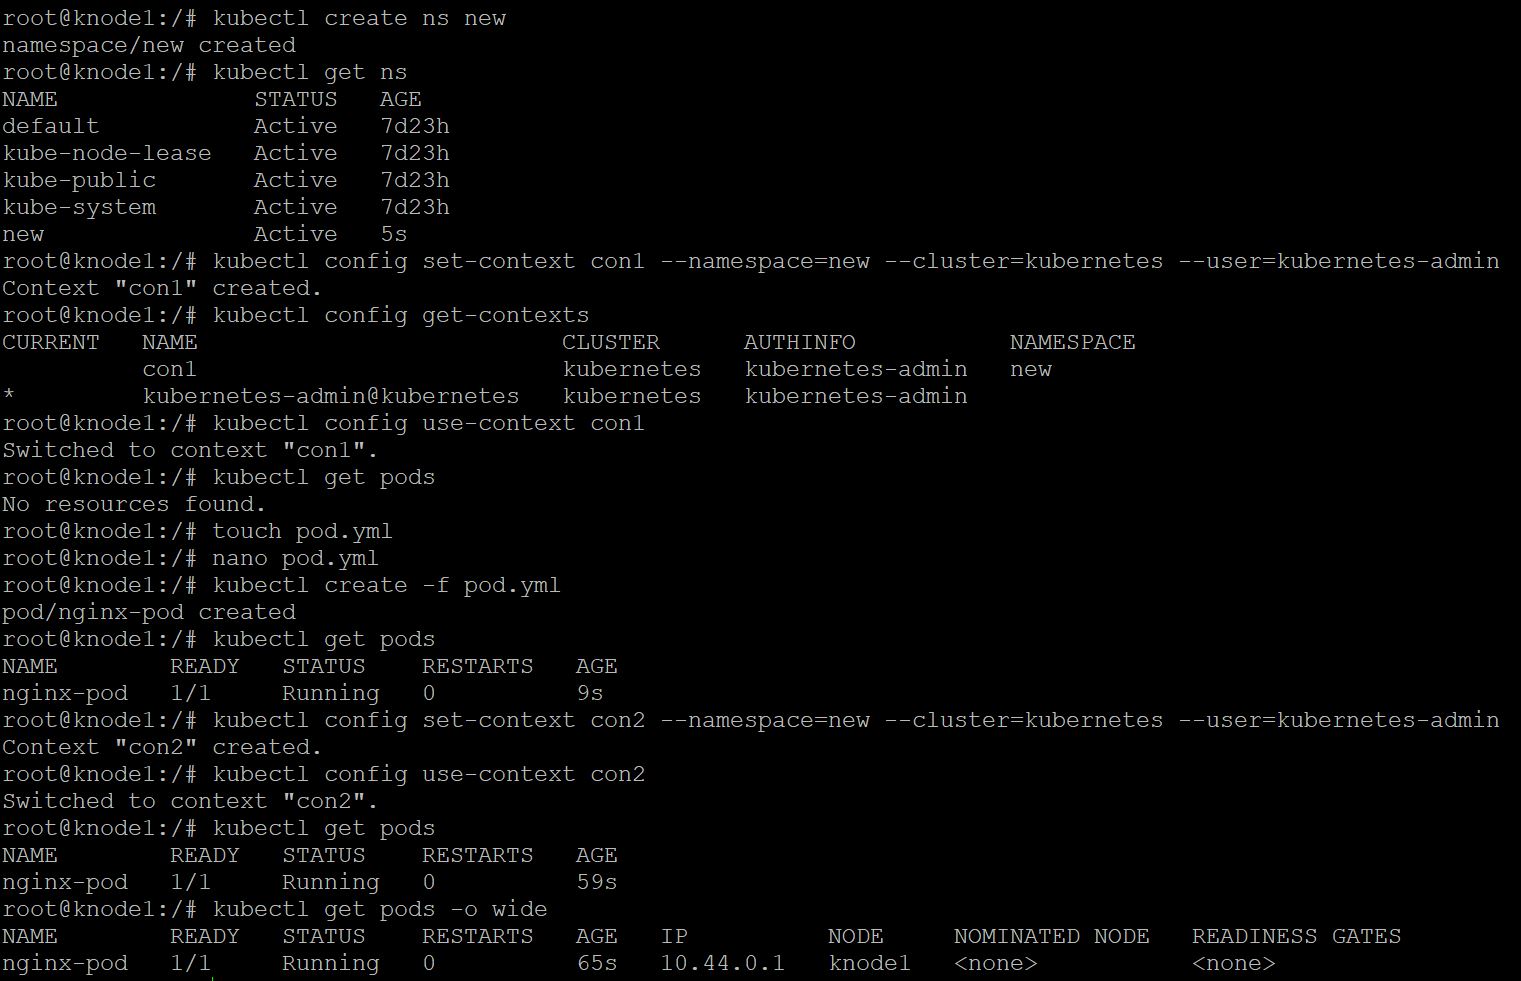 root@knode1:/# kubectl create ns new
namespace/new created
root@knode1:/# kubectl get ns
NAME              STATUS   AGE
default           Active   7d23h
kube-node-lease   Active   7d23h
kube-public       Active   7d23h
kube-system       Active   7d23h
new               Active   5s
root@knode1:/# kubectl config set-context con1 --namespace=new --cluster=kubernetes --user=kubernetes-admin
Context "con1" created.
root@knode1:/# kubectl config get-contexts
CURRENT   NAME                          CLUSTER      AUTHINFO           NAMESPACE
          con1                          kubernetes   kubernetes-admin   new
*         kubernetes-admin@kubernetes   kubernetes   kubernetes-admin
root@knode1:/# kubectl config use-context con1
Switched to context "con1".
root@knode1:/# kubectl get pods
No resources found.
root@knode1:/# touch pod.yml
root@knode1:/# nano pod.yml
root@knode1:/# kubectl create -f pod.yml
pod/nginx-pod created
root@knode1:/# kubectl get pods
NAME        READY   STATUS    RESTARTS   AGE
nginx-pod   1/1     Running   0          9s
root@knode1:/# kubectl config set-context con2 --namespace=new --cluster=kubernetes --user=kubernetes-admin
Context "con2" created.
root@knode1:/# kubectl config use-context con2
Switched to context "con2".
root@knode1:/# kubectl get pods
NAME        READY   STATUS    RESTARTS   AGE
nginx-pod   1/1     Running   0          59s
root@knode1:/# kubectl get pods -o wide
NAME        READY   STATUS    RESTARTS   AGE   IP          NODE     NOMINATED NODE   READINESS GATES
nginx-pod   1/1     Running   0          65s   10.44.0.1   knode1   <none>           <none>